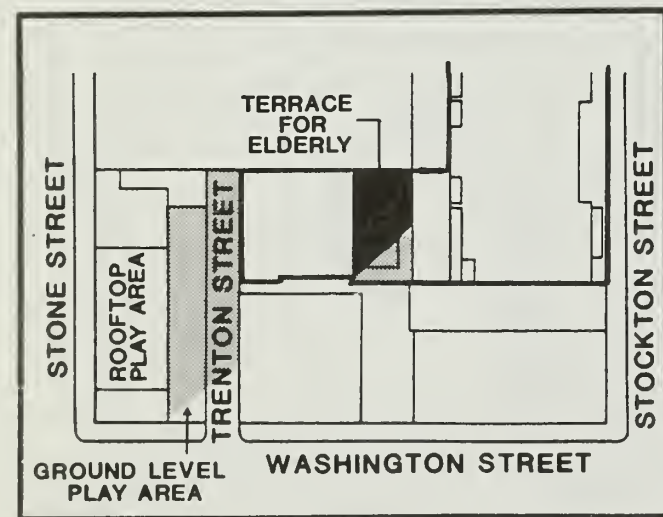 TERRACE
FOR
ELDERLY
STONE STREET
ROOFTOP
PLAY AREA
TRENTON STREET
STOCKTON STREET
GROUND LEVEL
PLAY AREA
WASHINGTON STREET